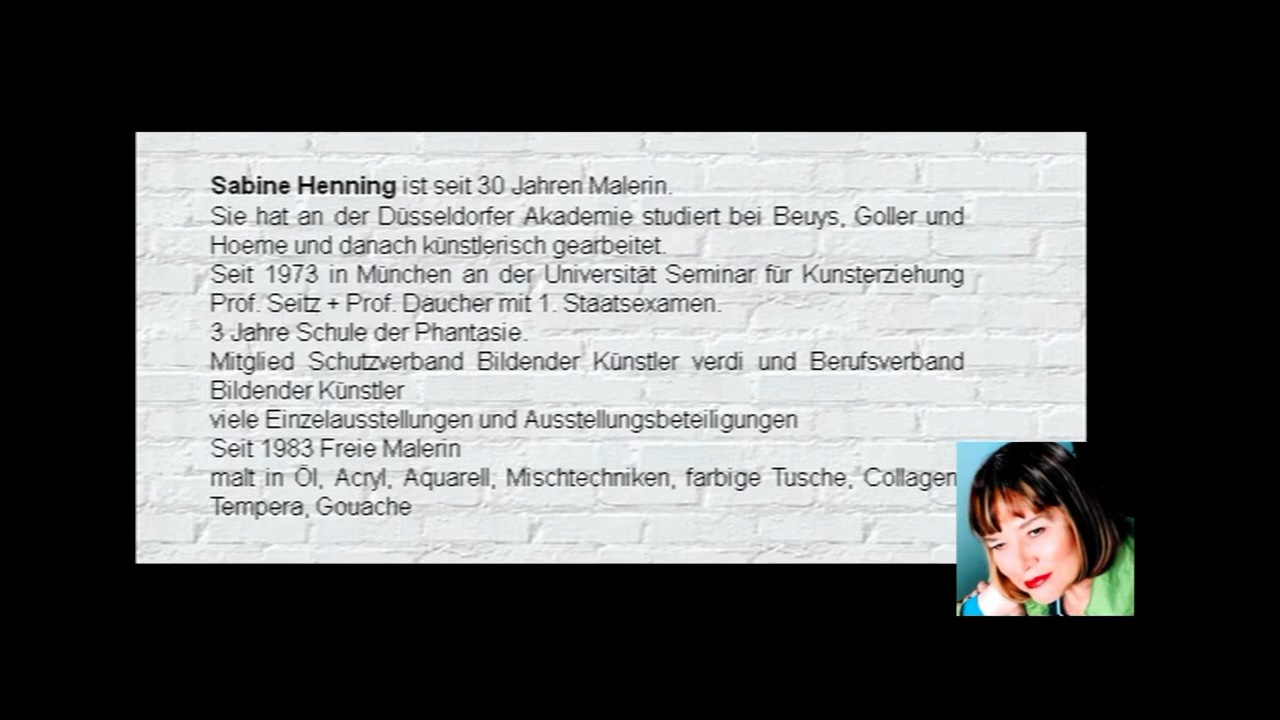 Sabine Henning ist seit 30 Jahren Malerin.
Sie hat an der Düsseldorfer Akademie studiert bei Beuys, Goller und
Hoeme und danach künstlerisch gearbeitet.
Seit 1973 in München an der Universität Seminar für Kunsterziehung
Prof. Seitz + Prof. Daucher mit 1. Staatsexamen.
3 Jahre Schule der Phantasie.
Mitglied Schutzverband Bildender Künstler verdi und Berufsverband
Bildender Künstler
viele Einzelausstellungen und Ausstellungsbeteiligungen
Seit 1983 Freie Malerin
malt in Öl, Acryl, Aquarell, Mischtechniken, farbige Tusche, Collagen
Tempera, Gouache